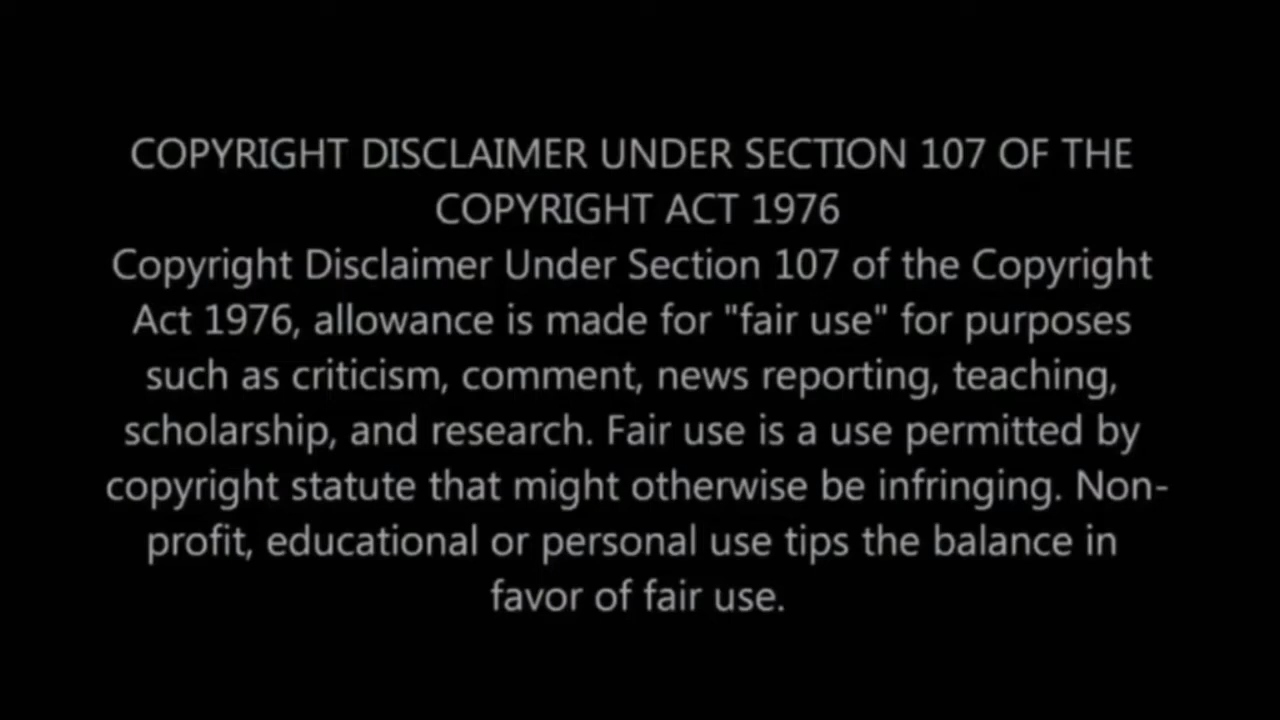 COPYRIGHT DISCLAIMER UNDER SECTION 107 OF THE
COPYRIGHT ACT 1976
Copyright Disclaimer Under Section 107 of the Copyright
Act 1976, allowance is made for "fair use" for purposes
such as criticism, comment, news reporting, teaching,
scholarship, and research. Fair use is a use permitted by
copyright statute that might otherwise be infringing. Non-
profit, educational or personal use tips the balance in
favor of fair use.